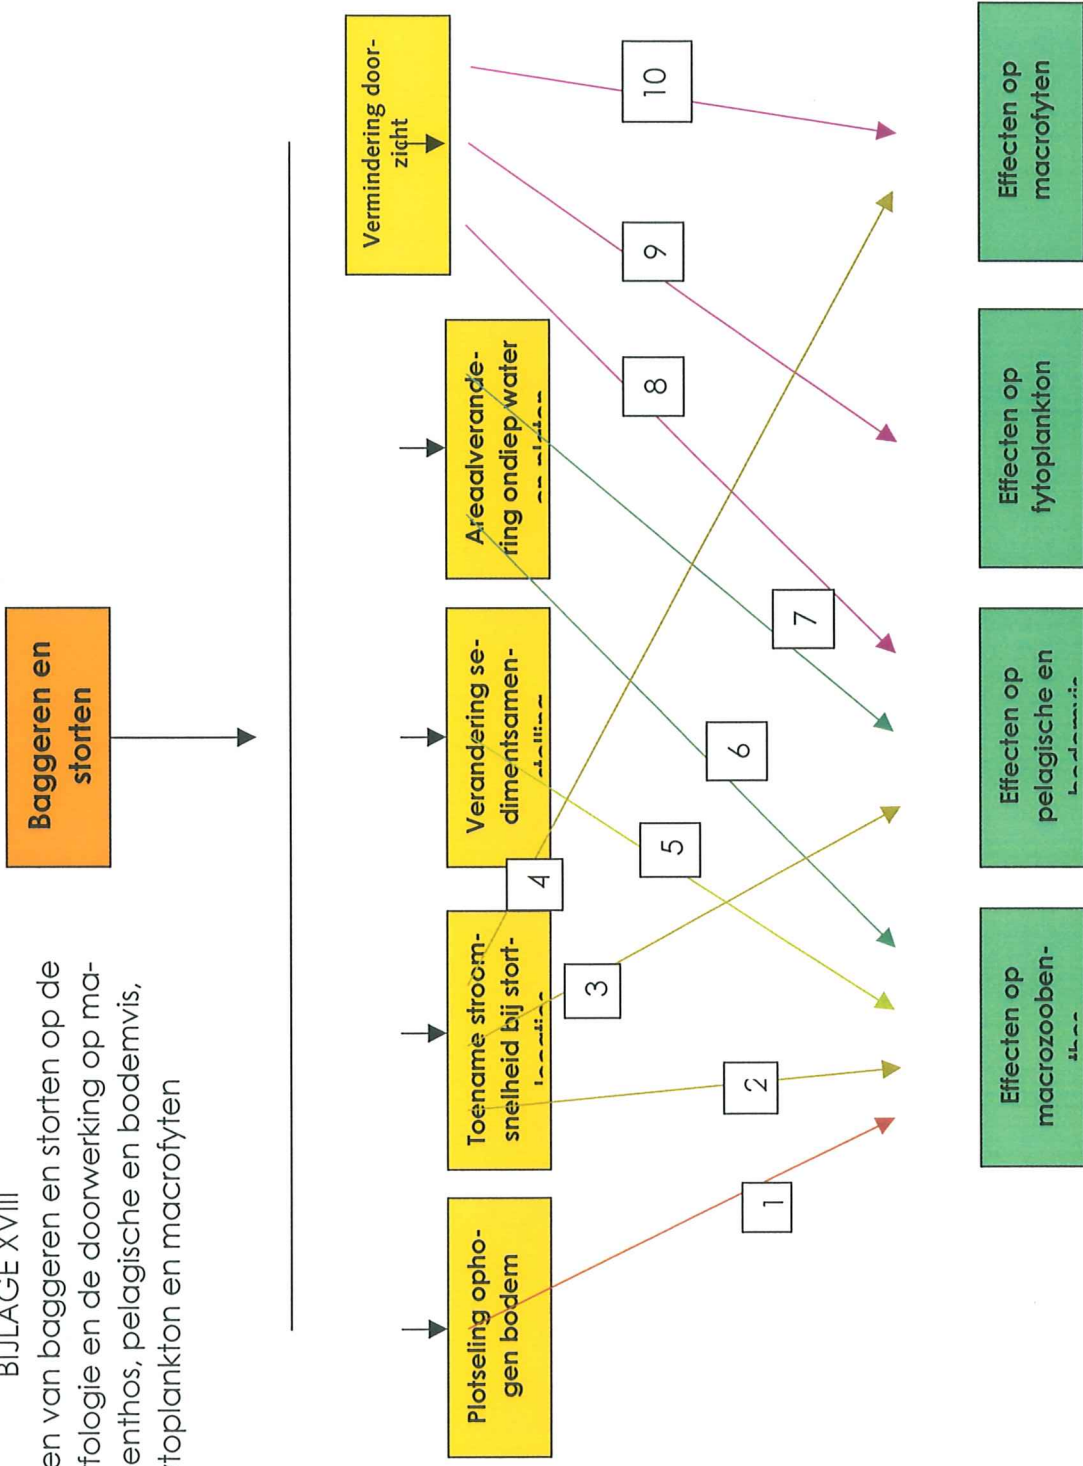 BIJLAGE XVIII
en van baggeren en storten op de
fologie en de doorwerking op ma-
enthos, pelagische en bodemvis,
toplankton en macrofyten
Baggeren en
storten
Plotseling opho-
gen bodem
Toename stroom-
snelheid bij stort-
Verandering se-
dimentsamen-
Areaalverande-
ring ondiep water
Vermindering door-
zicht
1
2
3
4
5
6
7
8
9
10
Effecten op
macrozooben-
Effecten op
pelagische en
Effecten op
fytoplankton
Effecten op
macrofyten